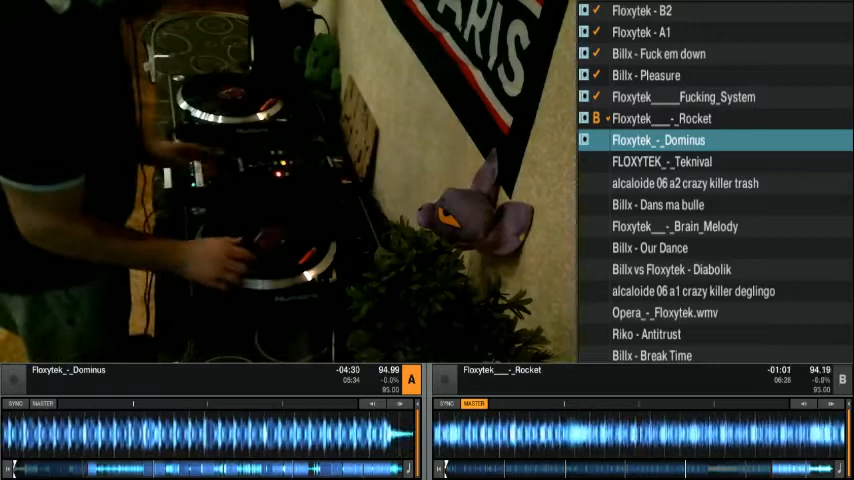 PARIS
Floxytek - B2
Floxytek - A1
Billx - Fuck em down
Billx - Pleasure
Floxytek_____Fucking_System
B Floxytek___-_Rocket
Floxytek_-_Dominus
FLOXYTEK_-_Teknival
alcaloide 06 a2 crazy killer trash
Billx - Dans ma bulle
Floxytek__-_Brain_Melody
Billx - Our Dance
Billx vs Floxytek - Diabolik
alcaloide 06 a1 crazy killer deglingo
Opera_-_Floxytek.wmv
Riko - Antitrust
Billx - Break Time
Floxytek_-_Dominus -04:30 94.99 A
05:34 -0.0%
95.00
SYNC MASTER
Floxytek___-_Rocket -01:01 94.19 B
06:28 -0.8%
95.00
SYNC MASTER